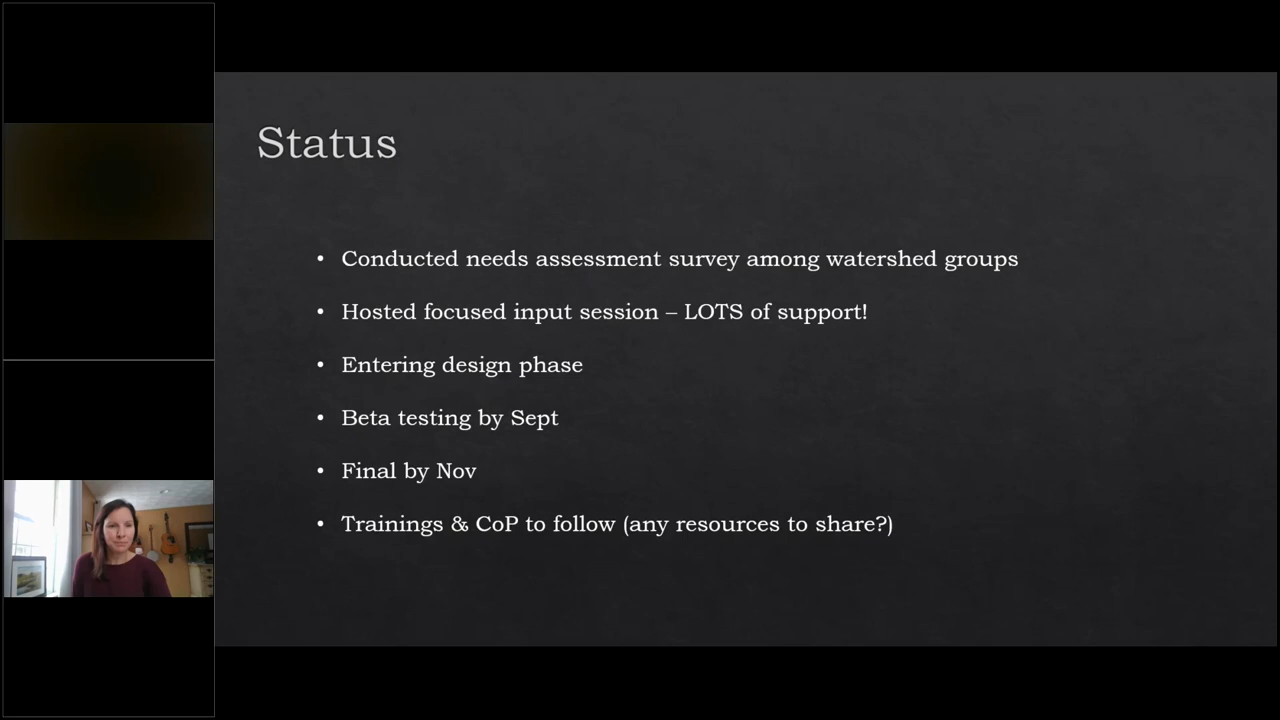 Status
• Conducted needs assessment survey among watershed groups
• Hosted focused input session – LOTS of support!
• Entering design phase
• Beta testing by Sept
• Final by Nov
• Trainings & CoP to follow (any resources to share?)